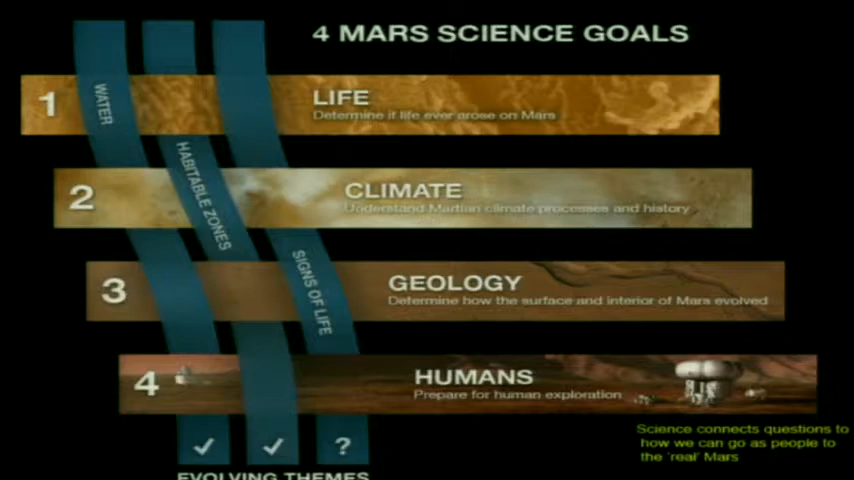 4 MARS SCIENCE GOALS
1
WATER
LIFE
Determine if life ever arose on Mars
HABITABLE ZONES
2
CLIMATE
Understand Martian climate processes and history
SIGNS OF LIFE
3
GEOLOGY
Determine how the surface and interior of Mars evolved
4
HUMANS
Prepare for human exploration
✓ ✓ ?
Science connects questions to
how we can go as people to
the 'real' Mars
EVOLVING THEMES